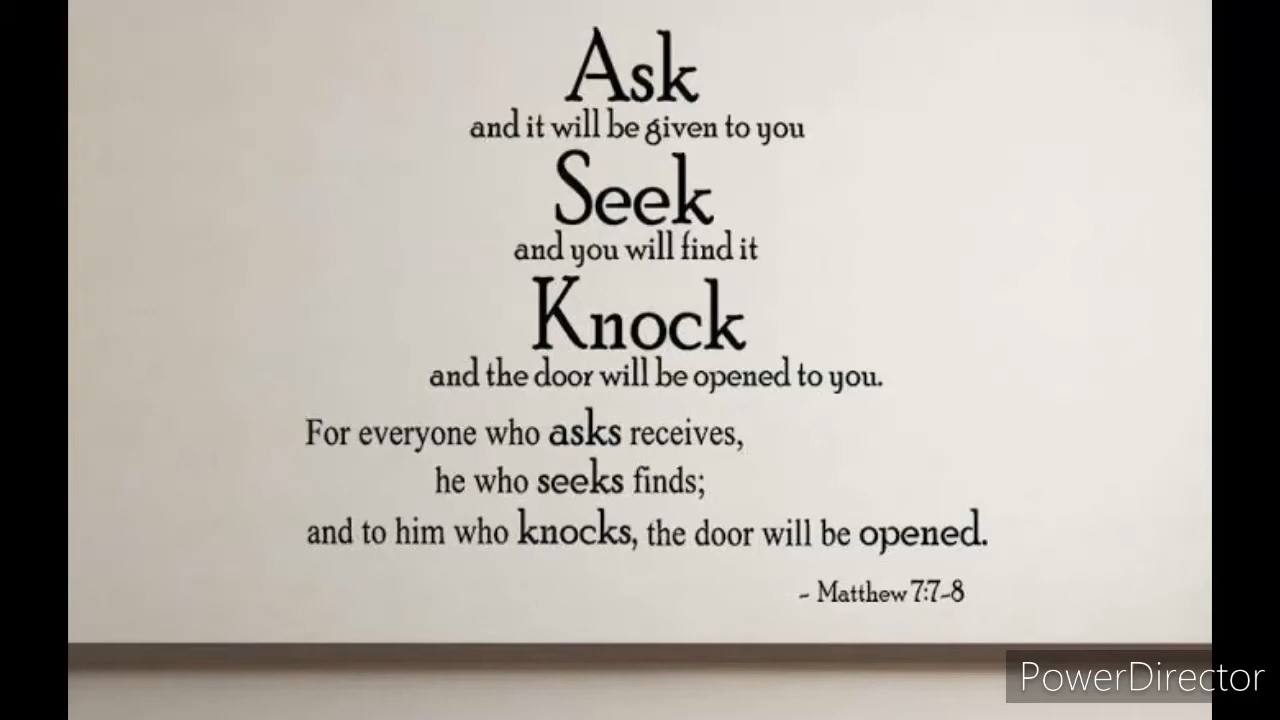 Ask
and it will be given to you
Seek
and you will find it
Knock
and the door will be opened to you.
For everyone who asks receives,
he who seeks finds;
and to him who knocks, the door will be opened.
- Matthew 7:7-8
PowerDirector